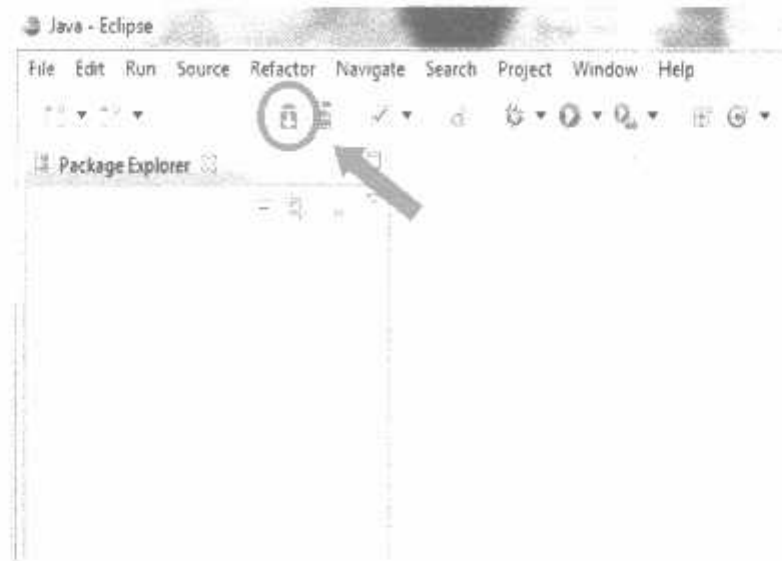 Java - Eclipse
File Edit Run Source Refactor Navigate Search Project Window Help
Package Explorer